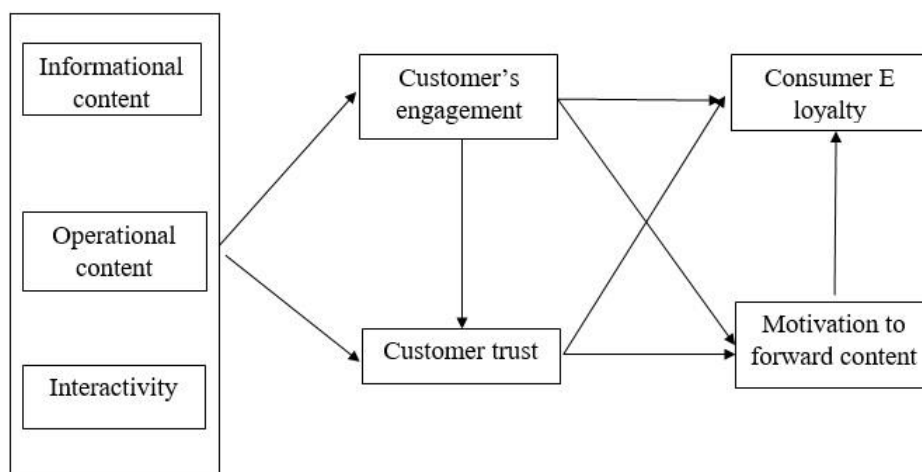 Informational
content
Operational
content
Interactivity
Customer’s
engagement
Customer trust
Consumer E
loyalty
Motivation to
forward content